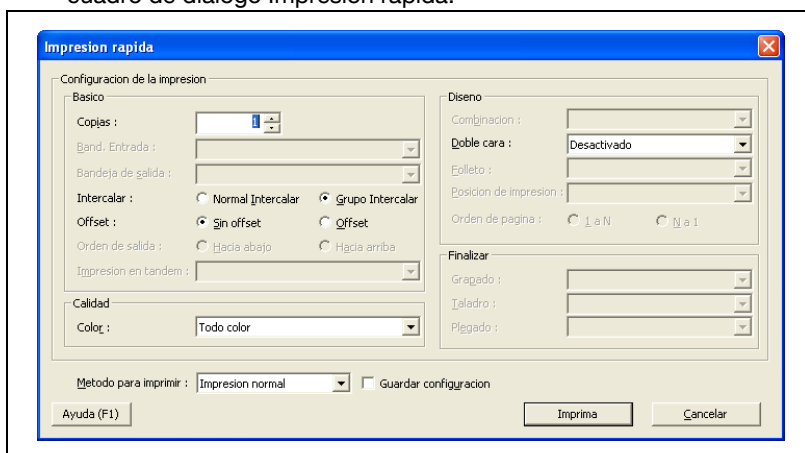 cuadro de diálogo Impresión rápida.
Impresion rapida
Configuracion de la impresion
Basico
Copias : 1
Band. Entrada :
Bandeja de salida :
Intercalar : Normal Intercalar Grupo Intercalar
Offset : Sin offset Offset
Orden de salida : Hacia abajo Hacia arriba
Impresion en tandem :
Calidad
Color : Todo color
Diseno
Combinacion :
Doble cara : Desactivado
Folleto :
Posicion de impresion :
Orden de pagina : 1 a N N a 1
Finalizar
Grapado :
Taladro :
Plegado :
Metodo para imprimir : Impresion normal Guardar configuracion
Ayuda (F1) Imprima Cancelar